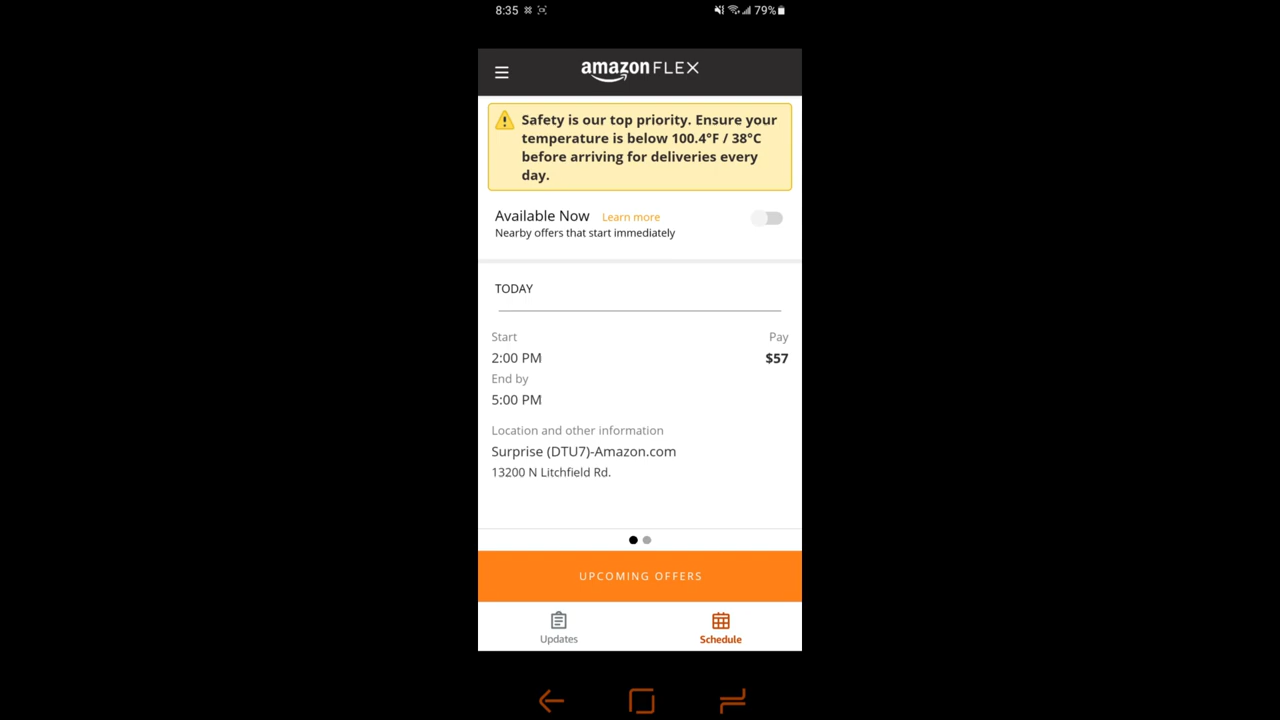 8:35
79%
amazon FLEX
Safety is our top priority. Ensure your
temperature is below 100.4°F / 38°C
before arriving for deliveries every
day.
Available Now Learn more
Nearby offers that start immediately
TODAY
Start Pay
2:00 PM $57
End by
5:00 PM
Location and other information
Surprise (DTU7)-Amazon.com
13200 N Litchfield Rd.
UPCOMING OFFERS
Updates Schedule